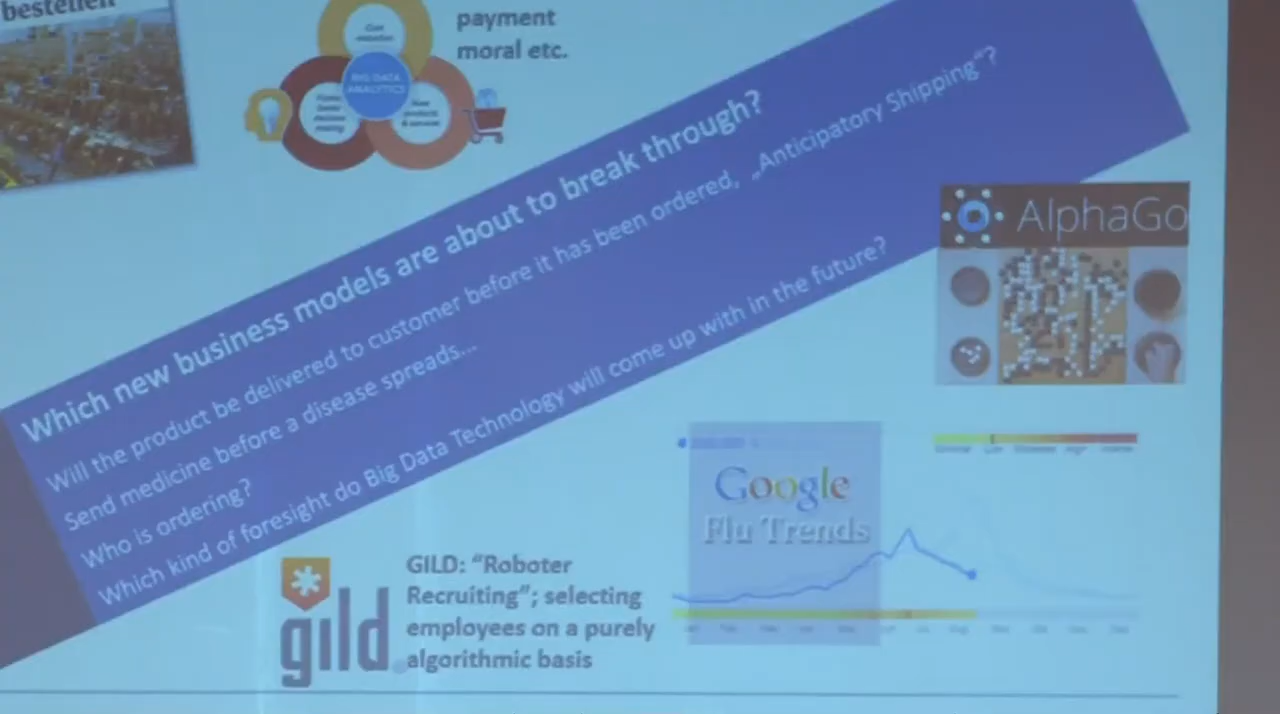 bestellen
payment
moral etc.
BIG DATA
ANALYTICS
Which new business models are about to break through?
Will the product be delivered to customer before it has been ordered, „Anticipatory Shipping“?
Send medicine before a disease spreads...
Who is ordering?
Which kind of foresight do Big Data Technology will come up with in the future?
AlphaGo
Google
Flu Trends
gild
GILD: “Roboter
Recruiting”; selecting
employees on a purely
algorithmic basis